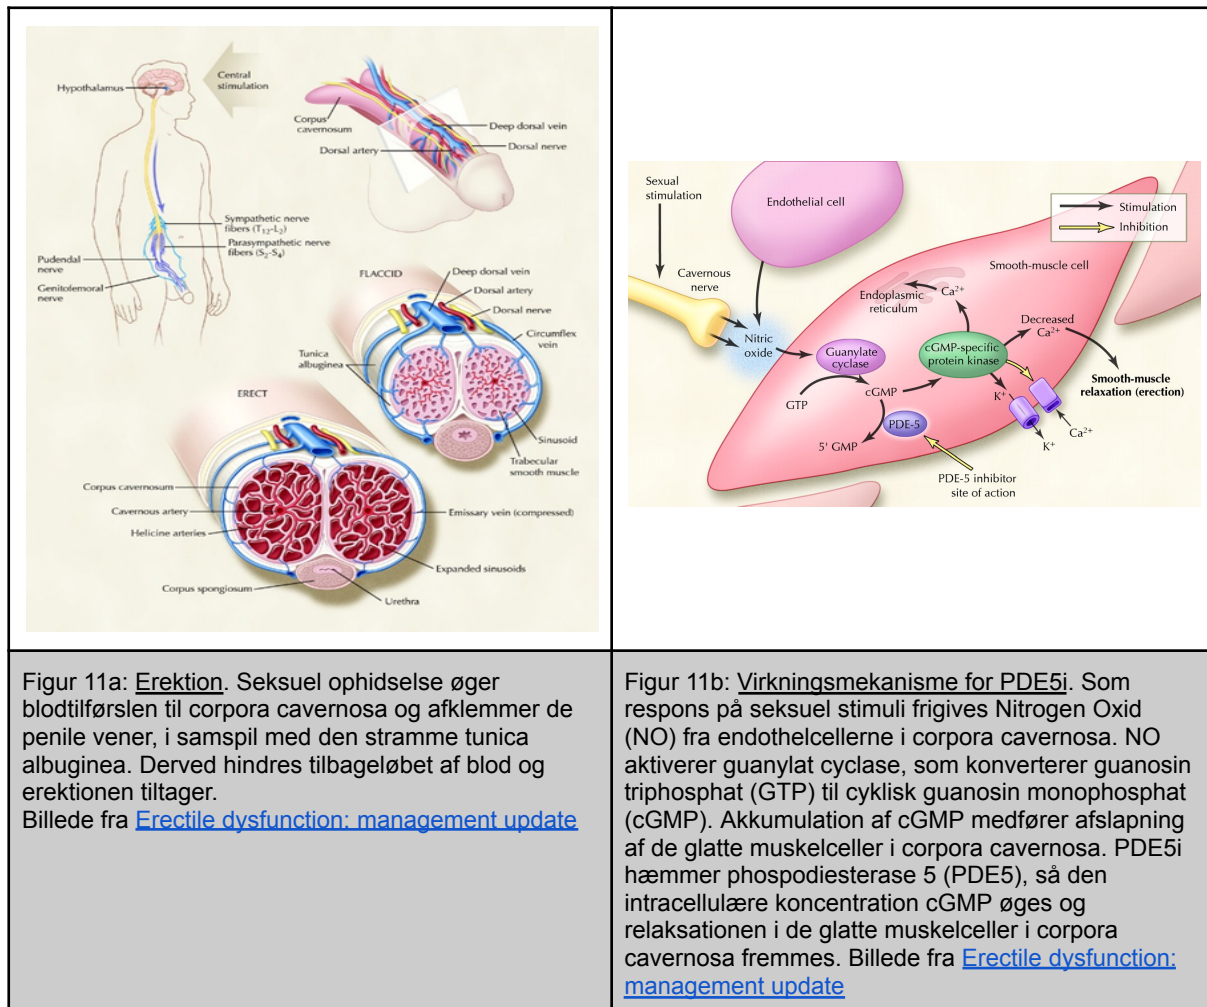 Hypothalamus
Central
stimulation
Corpus
cavernosum
Deep dorsal vein
Dorsal artery
Dorsal nerve
Sympathetic nerve
fibers (T12-L2)
Parasympathetic nerve
fibers (S2-S4)
Pudendal
nerve
Genitofemoral
nerve
FLACCID
Deep dorsal vein
Dorsal artery
Dorsal nerve
Circumflex
vein
Tunica
albuginea
Sinusoid
Trabecular
smooth muscle
ERECT
Corpus cavernosum
Cavernous artery
Helicine arteries
Emissary vein (compressed)
Expanded sinusoids
Corpus spongiosum
Urethra
Sexual
stimulation
Endothelial cell
Stimulation
Inhibition
Cavernous
nerve
Smooth-muscle cell
Endoplasmic
reticulum
Ca2+
Nitric
oxide
Guanylate
cyclase
cGMP-specific
protein kinase
Decreased
Ca2+
Smooth-muscle
relaxation (erection)
GTP
cGMP
K+
PDE-5
5' GMP
K+
Ca2+
PDE-5 inhibitor
site of action
Figur 11a: Erektion. Seksuel ophidselse øger
blodtilførslen til corpora cavernosa og afklemmer de
penile vener, i samspil med den stramme tunica
albuginea. Derved hindres tilbageløbet af blod og
erektionen tiltager.
Billede fra Erectile dysfunction: management update
Figur 11b: Virkningsmekanisme for PDE5i. Som
respons på seksuel stimuli frigives Nitrogen Oxid
(NO) fra endothelcellerne i corpora cavernosa. NO
aktiverer guanylat cyclase, som konverterer guanosin
triphosphat (GTP) til cyklisk guanosin monophosphat
(cGMP). Akkumulation af cGMP medfører afslapning
af de glatte muskelceller i corpora cavernosa. PDE5i
hæmmer phospodiesterase 5 (PDE5), så den
intracellulære koncentration cGMP øges og
relaksationen i de glatte muskelceller i corpora
cavernosa fremmes. Billede fra Erectile dysfunction:
management update